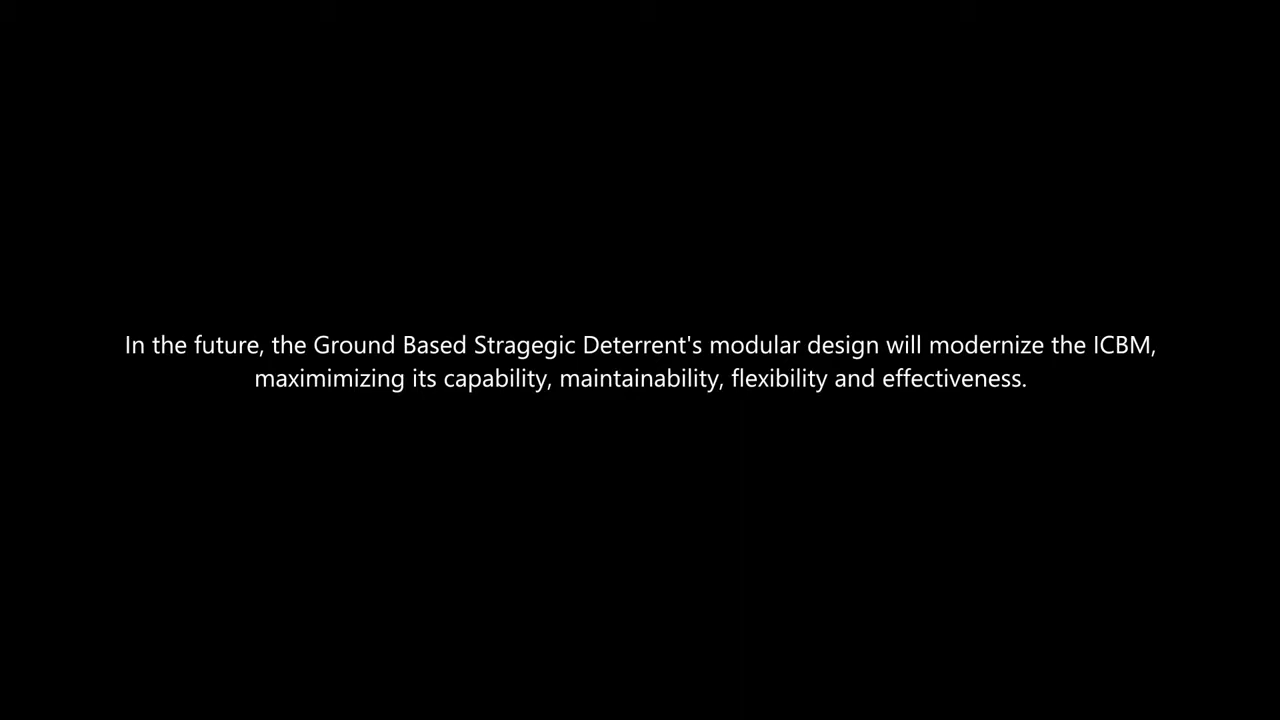 In the future, the Ground Based Stragegic Deterrent's modular design will modernize the ICBM,
maximimizing its capability, maintainability, flexibility and effectiveness.